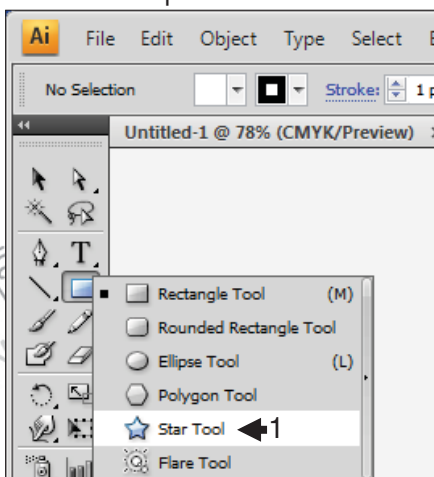 Ai File Edit Object Type Select
No Selection Stroke: 1 p
Untitled-1 @ 78% (CMYK/Preview)
T
Rectangle Tool (M)
Rounded Rectangle Tool
Ellipse Tool (L)
Polygon Tool
Star Tool 1
Flare Tool